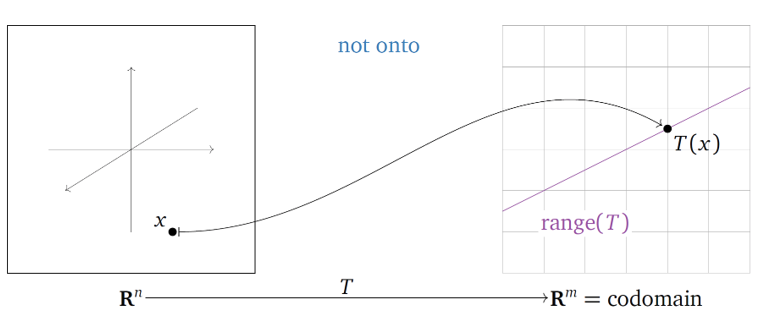 not onto
T(x)
x
range(T)
Rⁿ T Rᵐ = codomain